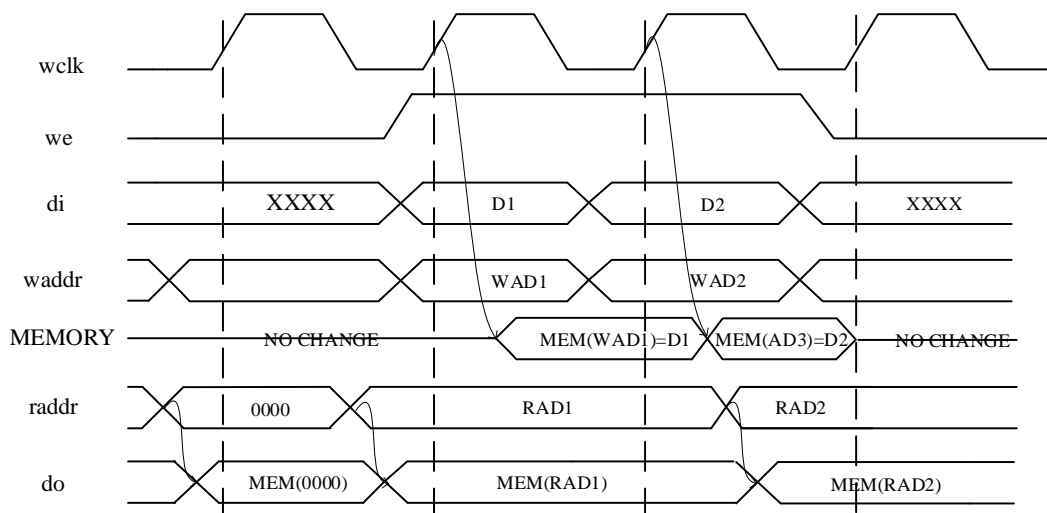 wclk
we
di XXXX D1 D2 XXXX
waddr WAD1 WAD2
MEMORY NO CHANGE MEM(WAD1)=D1 MEM(AD3)=D2 NO CHANGE
raddr 0000 RAD1 RAD2
do MEM(0000) MEM(RAD1) MEM(RAD2)